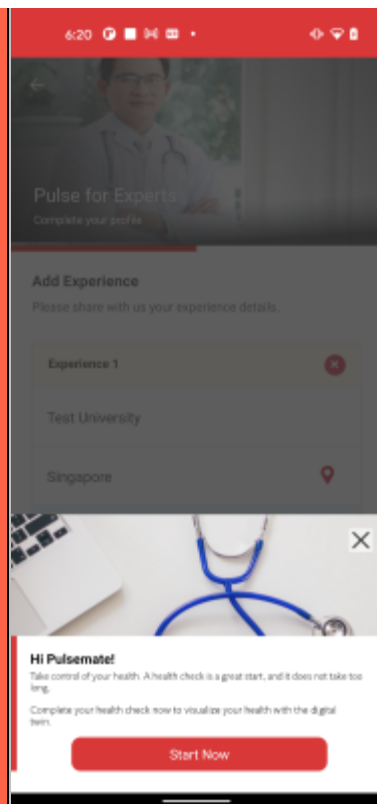 6:20
Pulse for Experts
Complete your profile
Add Experience
Please share with us your experience details.
Experience 1
Test University
Singapore
Hi Pulsemate!
Take control of your health. A health check is a great start, and it does not take too
long.
Complete your health check now to visualize your health with the digital
twin.
Start Now